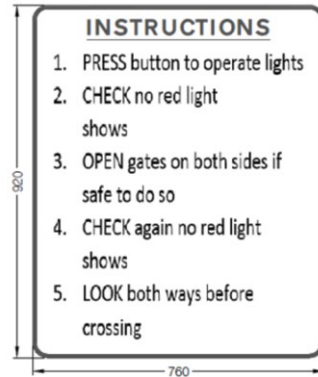 INSTRUCTIONS
1. PRESS button to operate lights
2. CHECK no red light
shows
3. OPEN gates on both sides if
safe to do so
4. CHECK again no red light
shows
5. LOOK both ways before
crossing
920
760